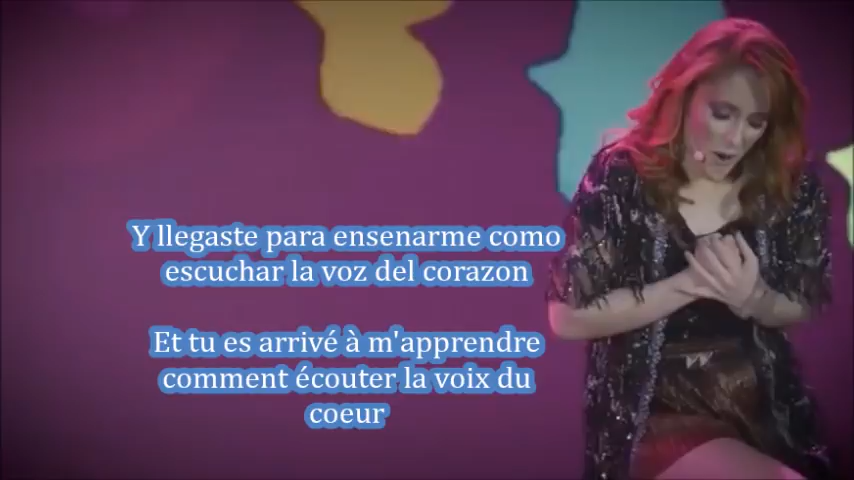 Y llegaste para ensenarme como
escuchar la voz del corazon
Et tu es arrivé à m'apprendre
comment écouter la voix du
coeur